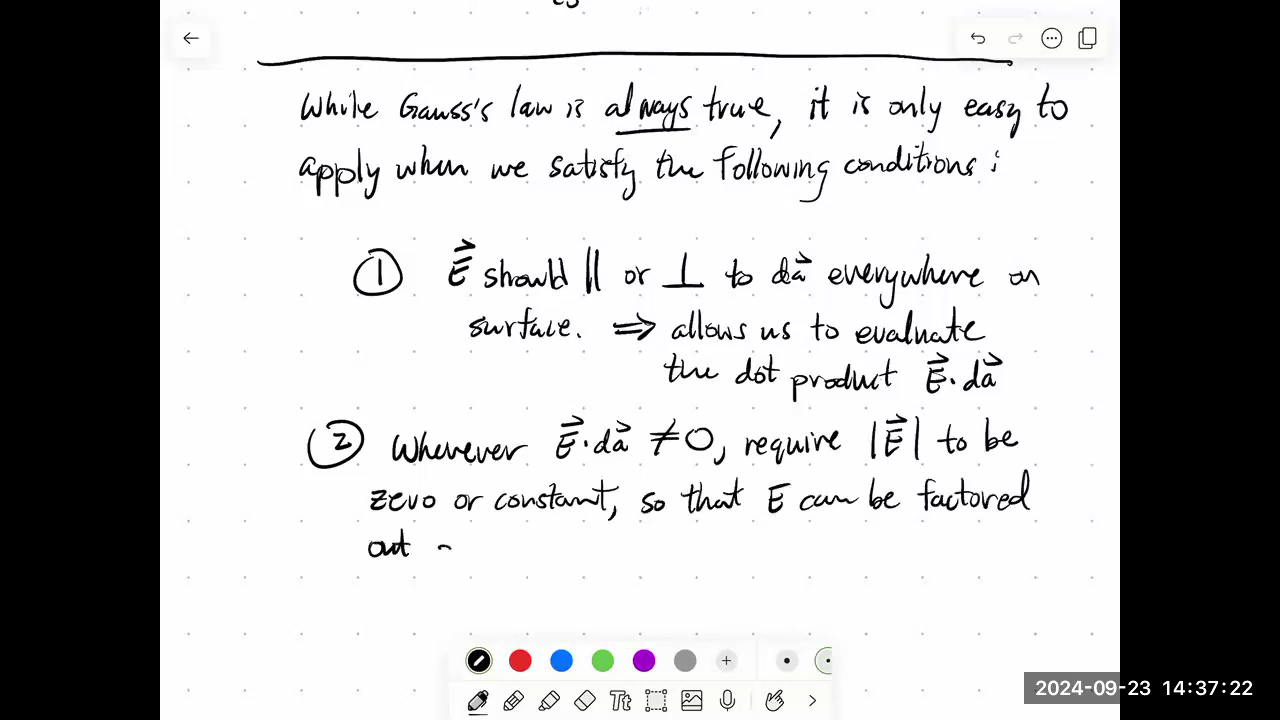 While Gauss's law is always true, it is only easy to
apply when we satisfy the following conditions :
① E⃗ should || or ⊥ to da⃗ everywhere on
surface. ⇒ allows us to evaluate
the dot product E⃗·da⃗
② Whenever E⃗·da⃗ ≠ 0, require |E⃗| to be
zero or constant, so that E can be factored
out
Tt
2024-09-23 14:37:22